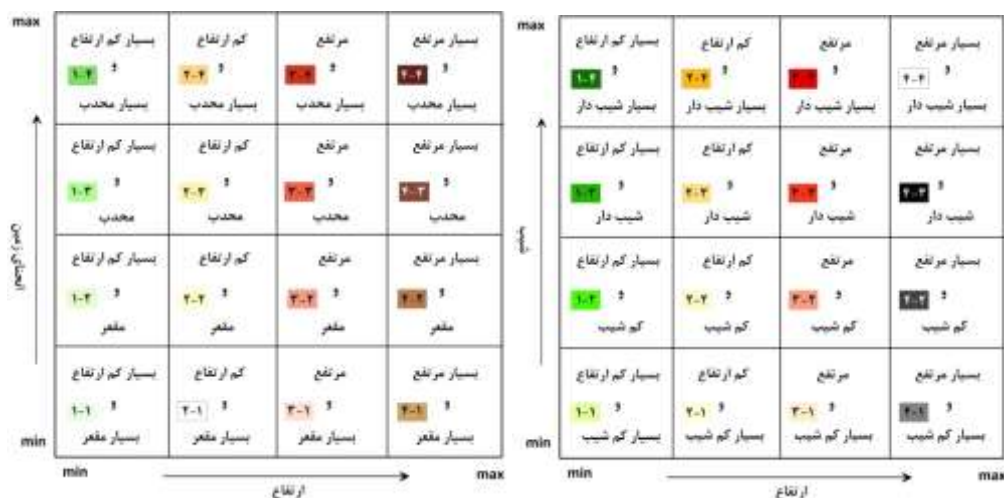 max
بسیار مرتفع مرتفع کم ارتفاع بسیار کم ارتفاع
و ۴-۴ و ۳-۴ و ۲-۴ و ۱-۴
بسیار محدب بسیار محدب بسیار محدب بسیار محدب
بسیار مرتفع مرتفع کم ارتفاع بسیار کم ارتفاع
و ۴-۳ و ۳-۳ و ۲-۳ و ۱-۳
محدب محدب محدب محدب
انحنای زمین
بسیار مرتفع مرتفع کم ارتفاع بسیار کم ارتفاع
و ۴-۲ و ۳-۲ و ۲-۲ و ۱-۲
مقعر مقعر مقعر مقعر
بسیار مرتفع مرتفع کم ارتفاع بسیار کم ارتفاع
و ۴-۱ و ۳-۱ و ۲-۱ و ۱-۱
بسیار مقعر بسیار مقعر بسیار مقعر بسیار مقعر
min
min max
ارتفاع
max
بسیار مرتفع مرتفع کم ارتفاع بسیار کم ارتفاع
و ۴-۴ و ۳-۴ و ۲-۴ و ۱-۴
بسیار شیب دار بسیار شیب دار بسیار شیب دار بسیار شیب دار
بسیار مرتفع مرتفع کم ارتفاع بسیار کم ارتفاع
و ۴-۳ و ۳-۳ و ۲-۳ و ۱-۳
شیب دار شیب دار شیب دار شیب دار
شیب
بسیار مرتفع مرتفع کم ارتفاع بسیار کم ارتفاع
و ۴-۲ و ۳-۲ و ۲-۲ و ۱-۲
کم شیب کم شیب کم شیب کم شیب
بسیار مرتفع مرتفع کم ارتفاع بسیار کم ارتفاع
و ۴-۱ و ۳-۱ و ۲-۱ و ۱-۱
بسیار کم شیب بسیار کم شیب بسیار کم شیب بسیار کم شیب
min
min max
ارتفاع